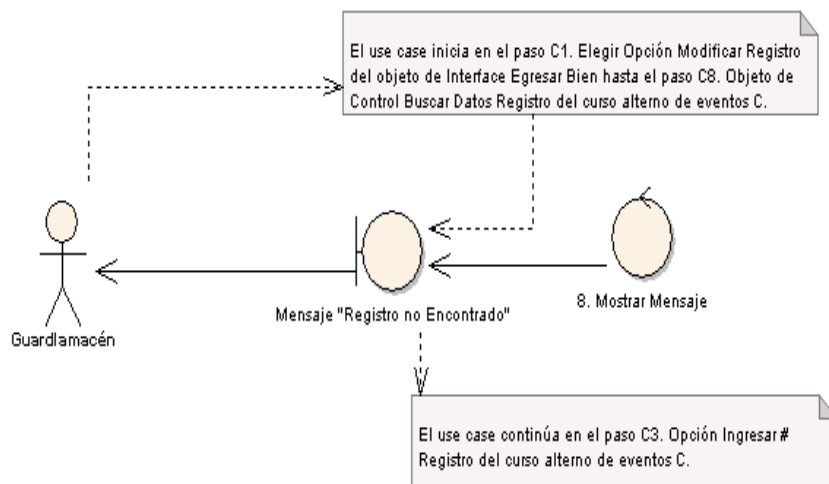 El use case inicia en el paso C1. Elegir Opción Modificar Registro
del objeto de Interface Egresar Bien hasta el paso C8. Objeto de
Control Buscar Datos Registro del curso alterno de eventos C.
Guardlamacén
Mensaje "Registro no Encontrado"
8. Mostrar Mensaje
El use case continúa en el paso C3. Opción Ingresar #
Registro del curso alterno de eventos C.